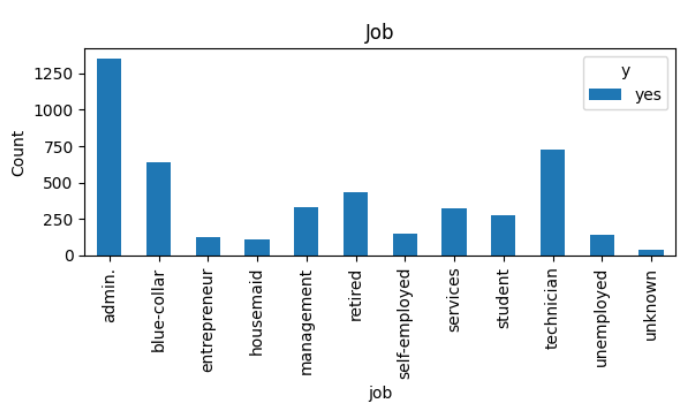 Job
y
yes
Count
1250
1000
750
500
250
0
admin.
blue-collar
entrepreneur
housemaid
management
retired
self-employed
services
student
technician
unemployed
unknown
job